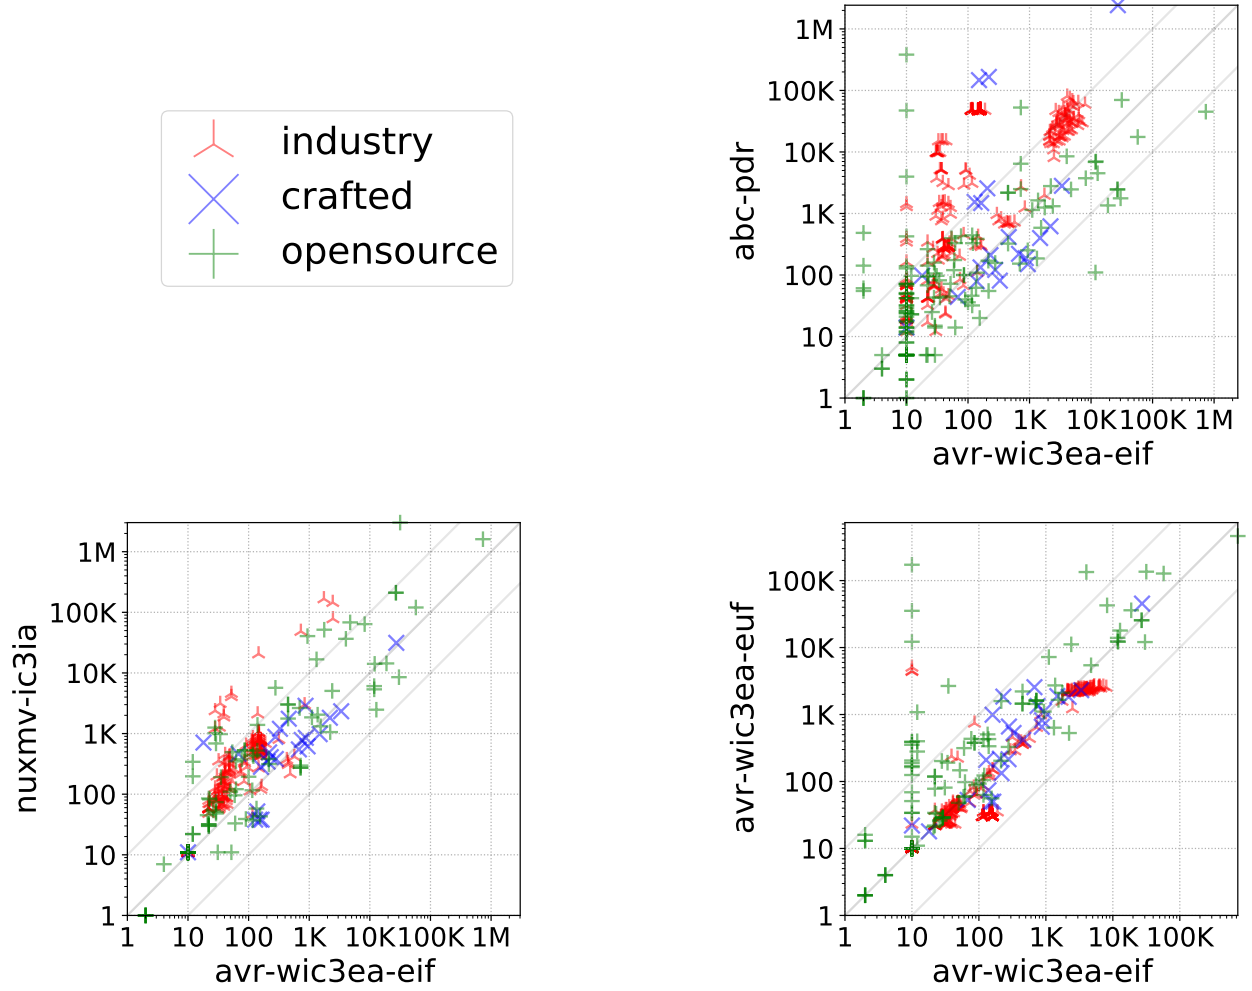 industry
crafted
opensource
1M
100K
10K
1K
100
10
1
abc-pdr
1 10 100 1K 10K 100K 1M
avr-wic3ea-eif
1M
100K
10K
1K
100
10
1
nuxmv-ic3ia
1 10 100 1K 10K 100K 1M
avr-wic3ea-eif
100K
10K
1K
100
10
1
avr-wic3ea-euf
1 10 100 1K 10K 100K
avr-wic3ea-eif